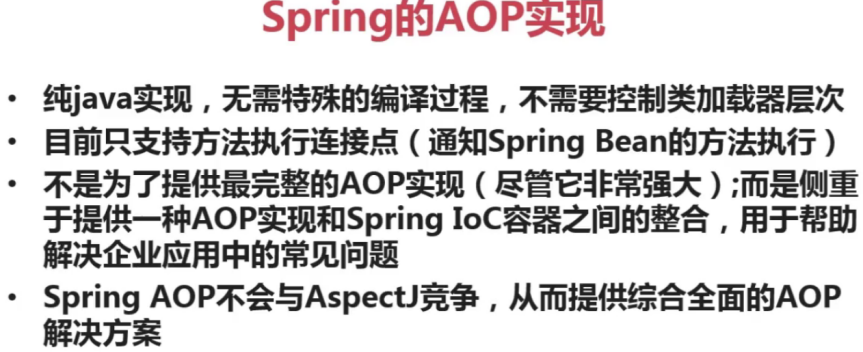 Spring的AOP实现
• 纯java实现，无需特殊的编译过程，不需要控制类加载器层次
• 目前只支持方法执行连接点（通知Spring Bean的方法执行）
• 不是为了提供最完整的AOP实现（尽管它非常强大）;而是侧重
于提供一种AOP实现和Spring IoC容器之间的整合，用于帮助
解决企业应用中的常见问题
• Spring AOP不会与AspectJ竞争，从而提供综合全面的AOP
解决方案